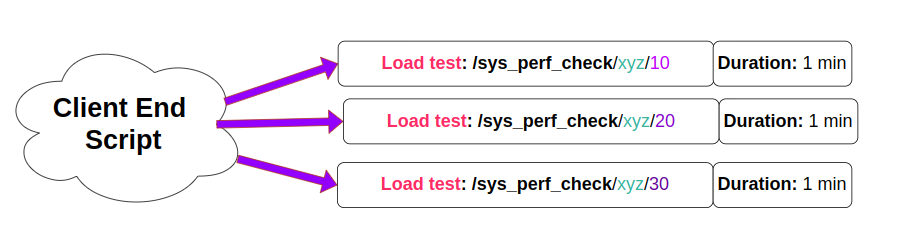 Client End
Script
Load test: /sys_perf_check/xyz/10 Duration: 1 min
Load test: /sys_perf_check/xyz/20 Duration: 1 min
Load test: /sys_perf_check/xyz/30 Duration: 1 min